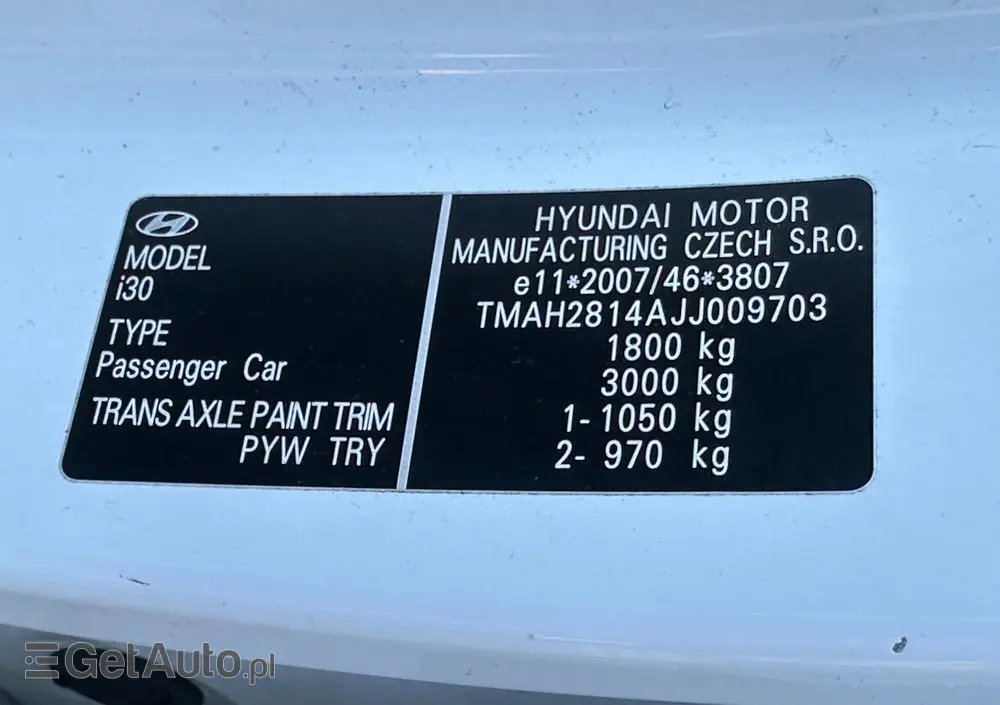 MODEL
i30
TYPE
Passenger Car
TRANS AXLE PAINT TRIM
PYW TRY
HYUNDAI MOTOR
MANUFACTURING CZECH S.R.O.
e11*2007/46*3807
TMAH2814AJJ009703
1800 kg
3000 kg
1- 1050 kg
2- 970 kg
GetAuto.pl